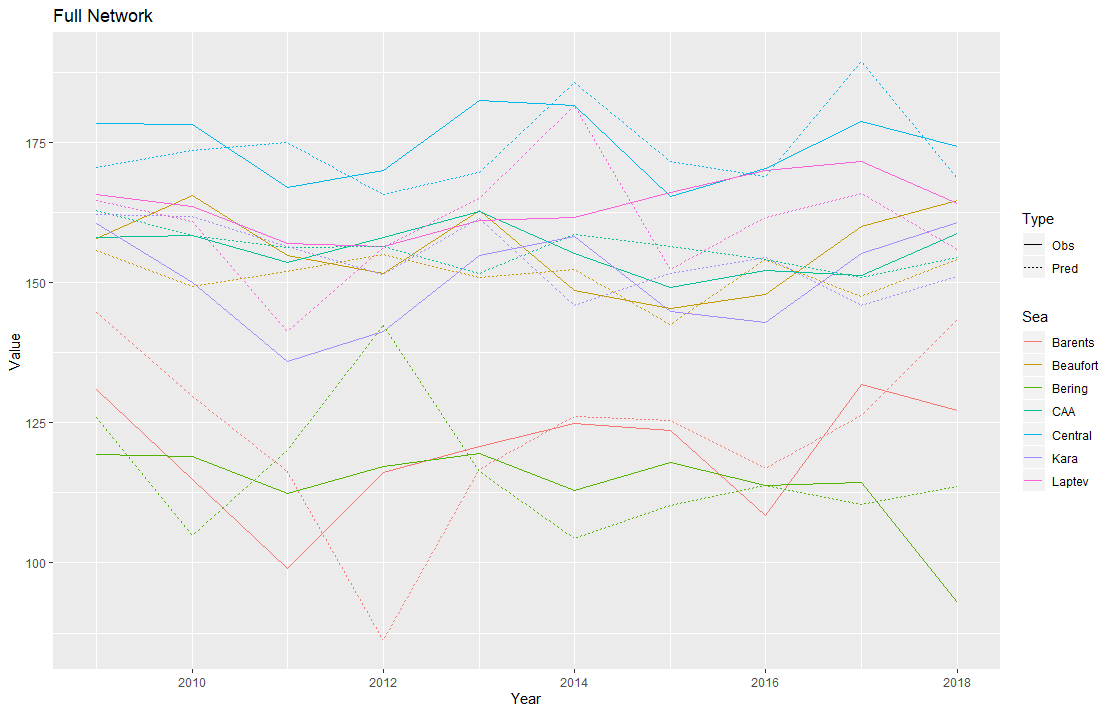 Full Network
175
150
125
100
Value
2010
2012
2014
2016
2018
Year
Type
Obs
Pred
Sea
Barents
Beaufort
Bering
CAA
Central
Kara
Laptev